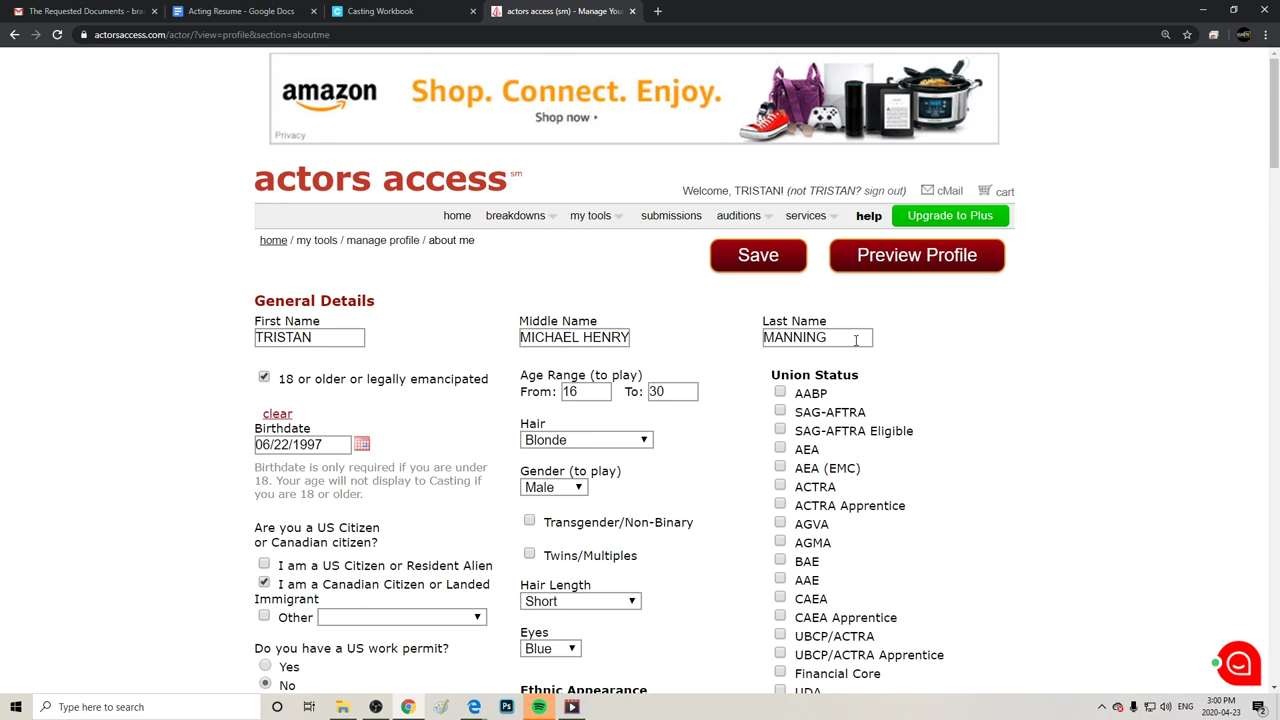 The Requested Documents - Go
Acting Resume - Google Docs
Casting Workbook
actors access (sm) - Manage You
actorsaccess.com/actor/?view=profile&section=aboutme
amazon
Shop. Connect. Enjoy.
Shop now
Privacy
actors access sm
Welcome, TRISTAN! (not TRISTAN? sign out)
cMail
cart
home
breakdowns
my tools
submissions
auditions
services
help
Upgrade to Plus
home / my tools / manage profile / about me
Save
Preview Profile
General Details
First Name
TRISTAN
Middle Name
MICHAEL HENRY
Last Name
MANNING
18 or older or legally emancipated
clear
Birthdate
06/22/1997
Birthdate is only required if you are under
18. Your age will not display to Casting if
you are 18 or older.
Are you a US Citizen
or Canadian citizen?
I am a US Citizen or Resident Alien
I am a Canadian Citizen or Landed
Immigrant
Other
Do you have a US work permit?
Yes
No
Age Range (to play)
From: 16 To: 30
Hair
Blonde
Gender (to play)
Male
Transgender/Non-Binary
Twins/Multiples
Hair Length
Short
Eyes
Blue
Ethnic Appearance
Union Status
AABP
SAG-AFTRA
SAG-AFTRA Eligible
AEA
AEA (EMC)
ACTRA
ACTRA Apprentice
AGVA
AGMA
BAE
AAE
CAEA
CAEA Apprentice
UBCP/ACTRA
UBCP/ACTRA Apprentice
Financial Core
UDA
Type here to search
ENG
3:00 PM
2020-04-23
2